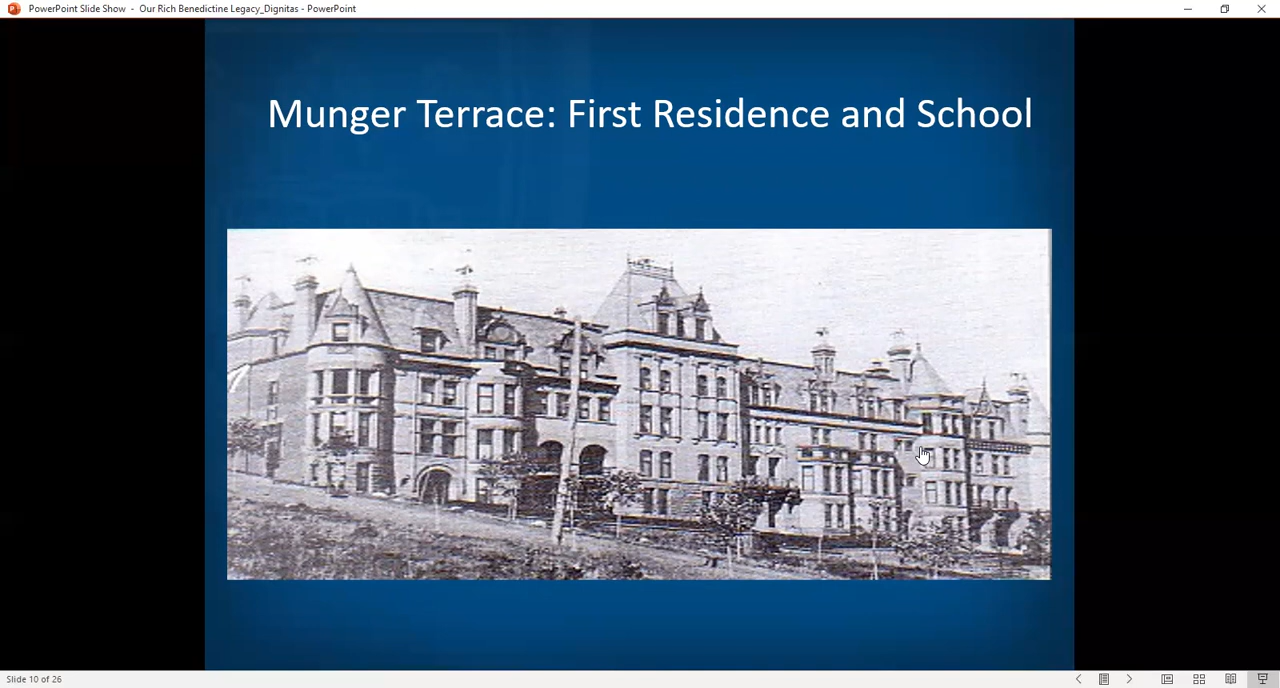 PowerPoint Slide Show - Our Rich Benedictine Legacy_Dignitas - PowerPoint
Munger Terrace: First Residence and School
Slide 10 of 26